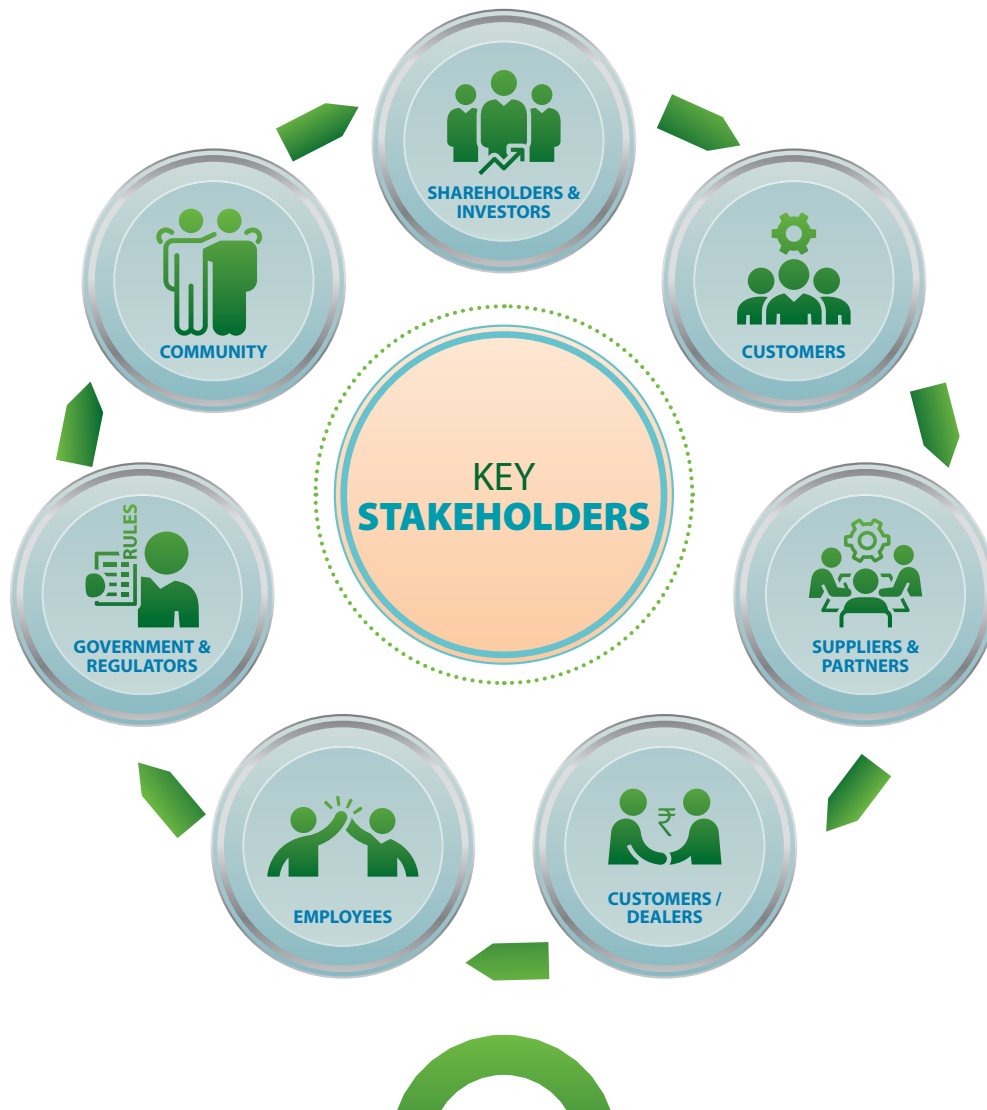 SHAREHOLDERS &
INVESTORS
COMMUNITY
CUSTOMERS
KEY
STAKEHOLDERS
RULES
GOVERNMENT &
REGULATORS
SUPPLIERS &
PARTNERS
EMPLOYEES
₹
CUSTOMERS /
DEALERS